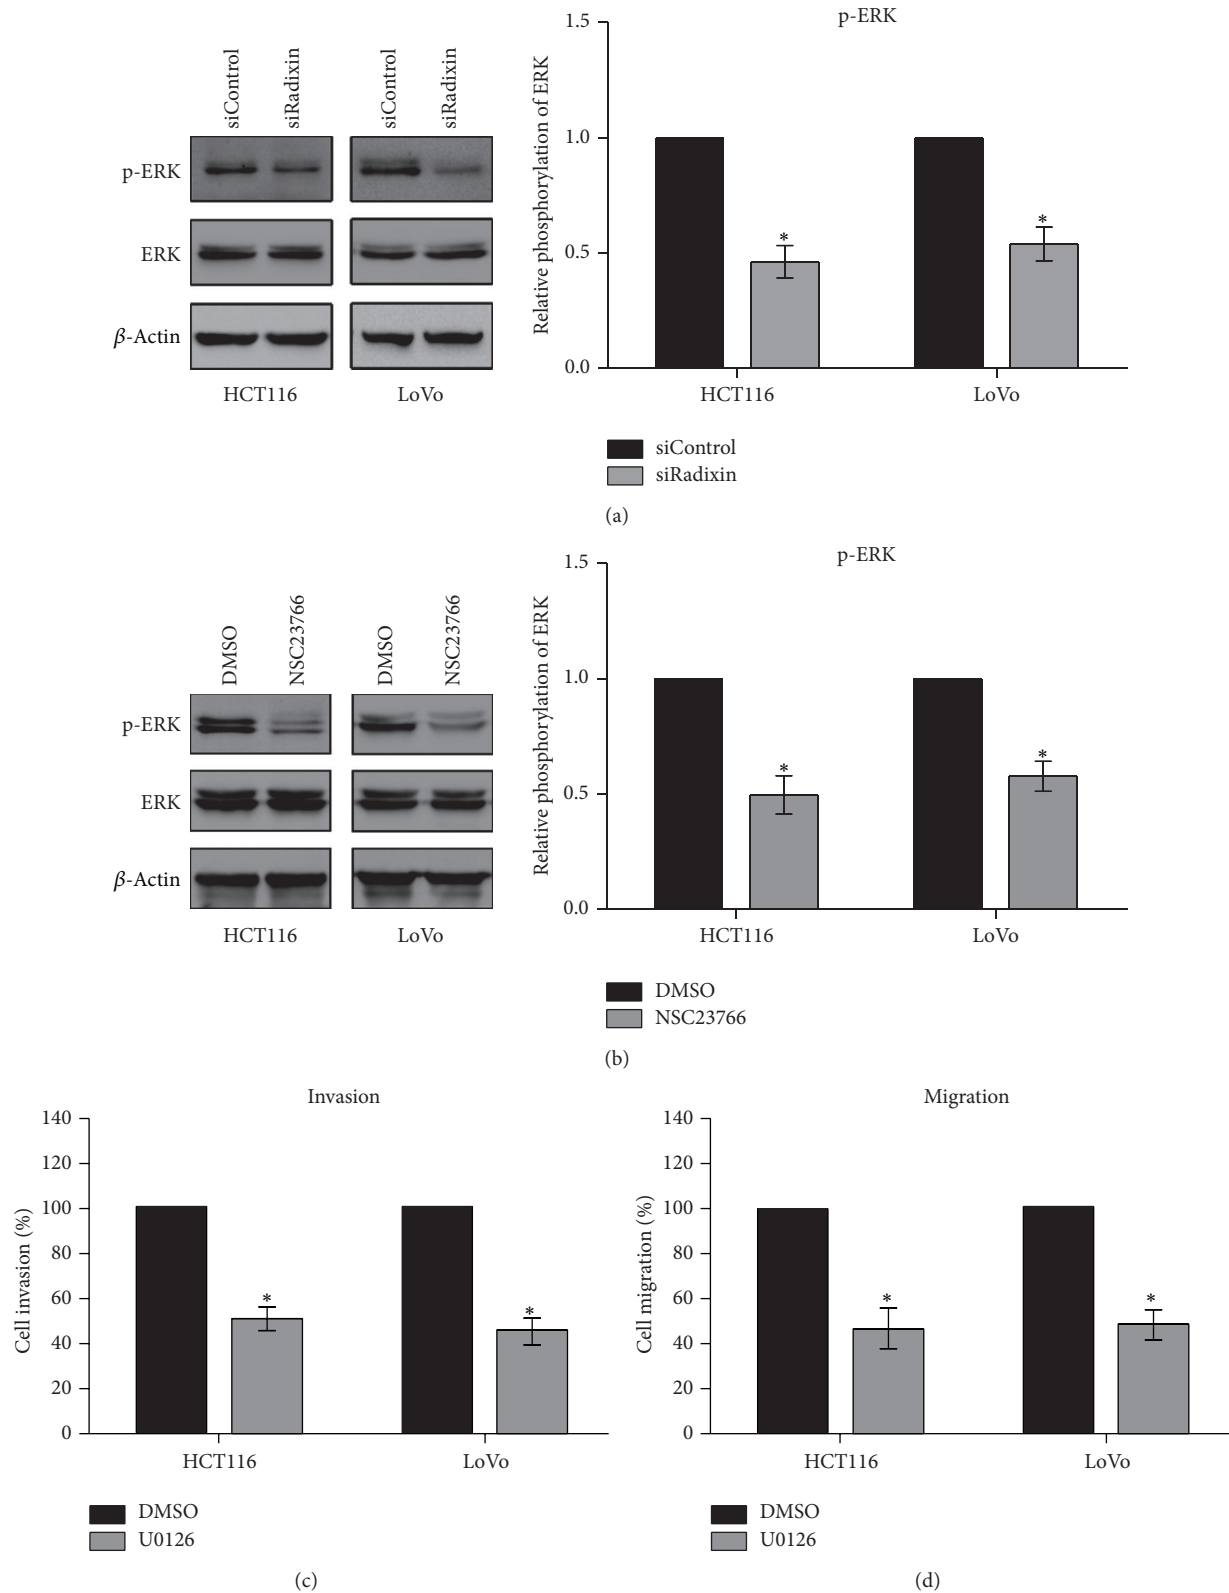 siControl
siRadixin
siControl
siRadixin
p-ERK
ERK
β-Actin
HCT116
LoVo
p-ERK
Relative phosphorylation of ERK
1.5
1.0
0.5
0.0
*
*
HCT116
LoVo
siControl
siRadixin
(a)
DMSO
NSC23766
DMSO
NSC23766
p-ERK
ERK
β-Actin
HCT116
LoVo
p-ERK
Relative phosphorylation of ERK
1.5
1.0
0.5
0.0
*
*
HCT116
LoVo
DMSO
NSC23766
(b)
Invasion
Cell invasion (%)
140
120
100
80
60
40
20
0
*
*
HCT116
LoVo
DMSO
U0126
(c)
Migration
Cell migration (%)
140
120
100
80
60
40
20
0
*
*
HCT116
LoVo
DMSO
U0126
(d)